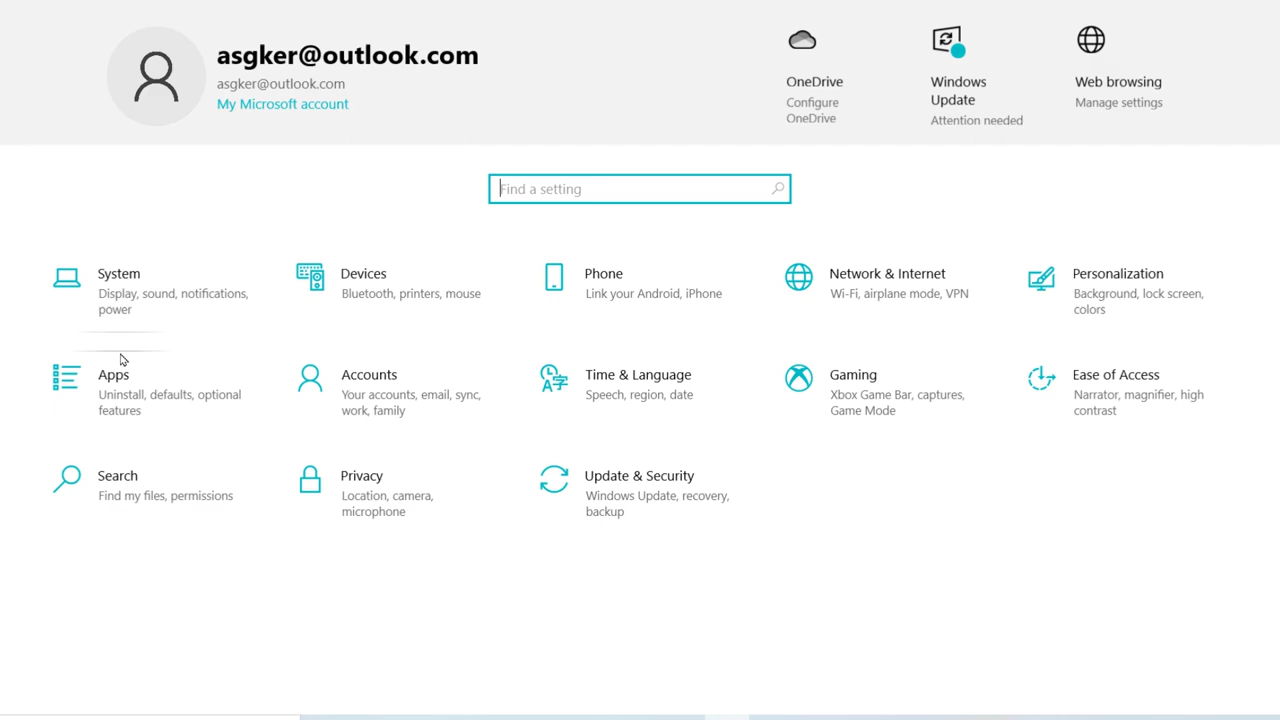 asgker@outlook.com
asgker@outlook.com
My Microsoft account
OneDrive
Configure
OneDrive
Windows
Update
Attention needed
Web browsing
Manage settings
Find a setting
System
Display, sound, notifications,
power
Devices
Bluetooth, printers, mouse
Phone
Link your Android, iPhone
Network & Internet
Wi-Fi, airplane mode, VPN
Personalization
Background, lock screen,
colors
Apps
Uninstall, defaults, optional
features
Accounts
Your accounts, email, sync,
work, family
Time & Language
Speech, region, date
Gaming
Xbox Game Bar, captures,
Game Mode
Ease of Access
Narrator, magnifier, high
contrast
Search
Find my files, permissions
Privacy
Location, camera,
microphone
Update & Security
Windows Update, recovery,
backup